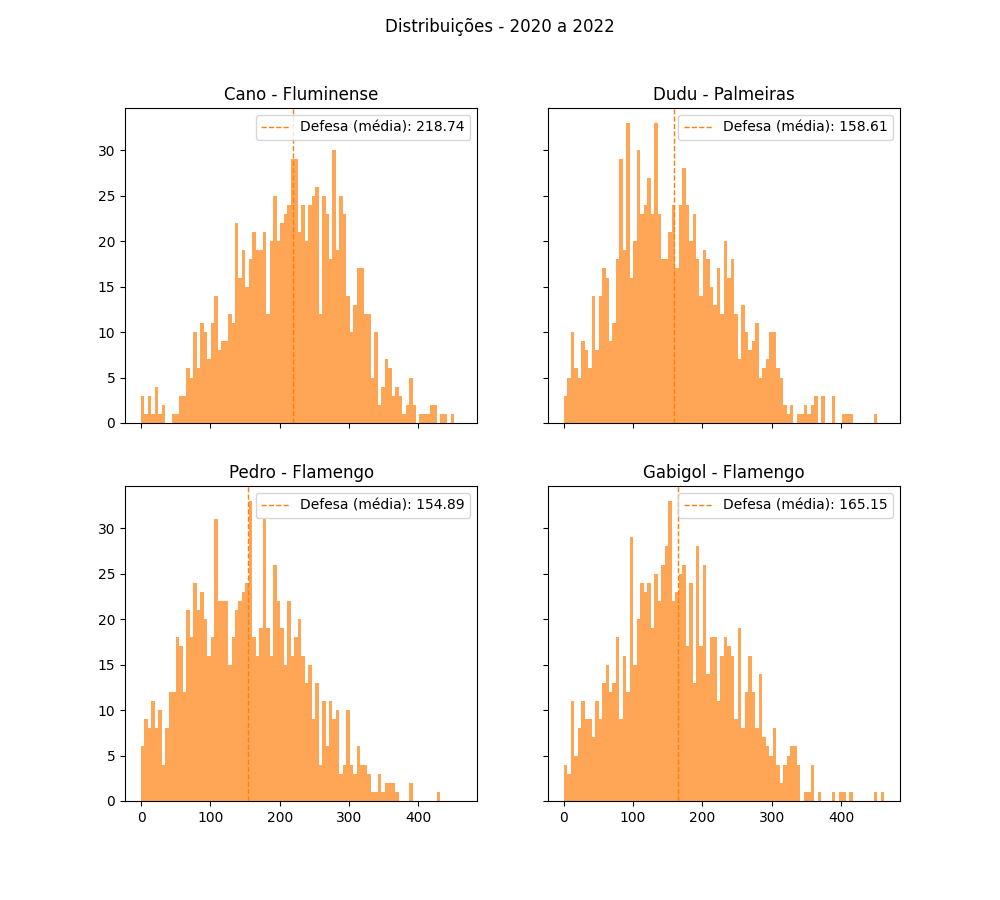 Distribuições - 2020 a 2022
Cano - Fluminense
Defesa (média): 218.74
30
25
20
15
10
5
0
0 100 200 300 400
Dudu - Palmeiras
Defesa (média): 158.61
0 100 200 300 400
Pedro - Flamengo
Defesa (média): 154.89
30
25
20
15
10
5
0
Gabigol - Flamengo
Defesa (média): 165.15